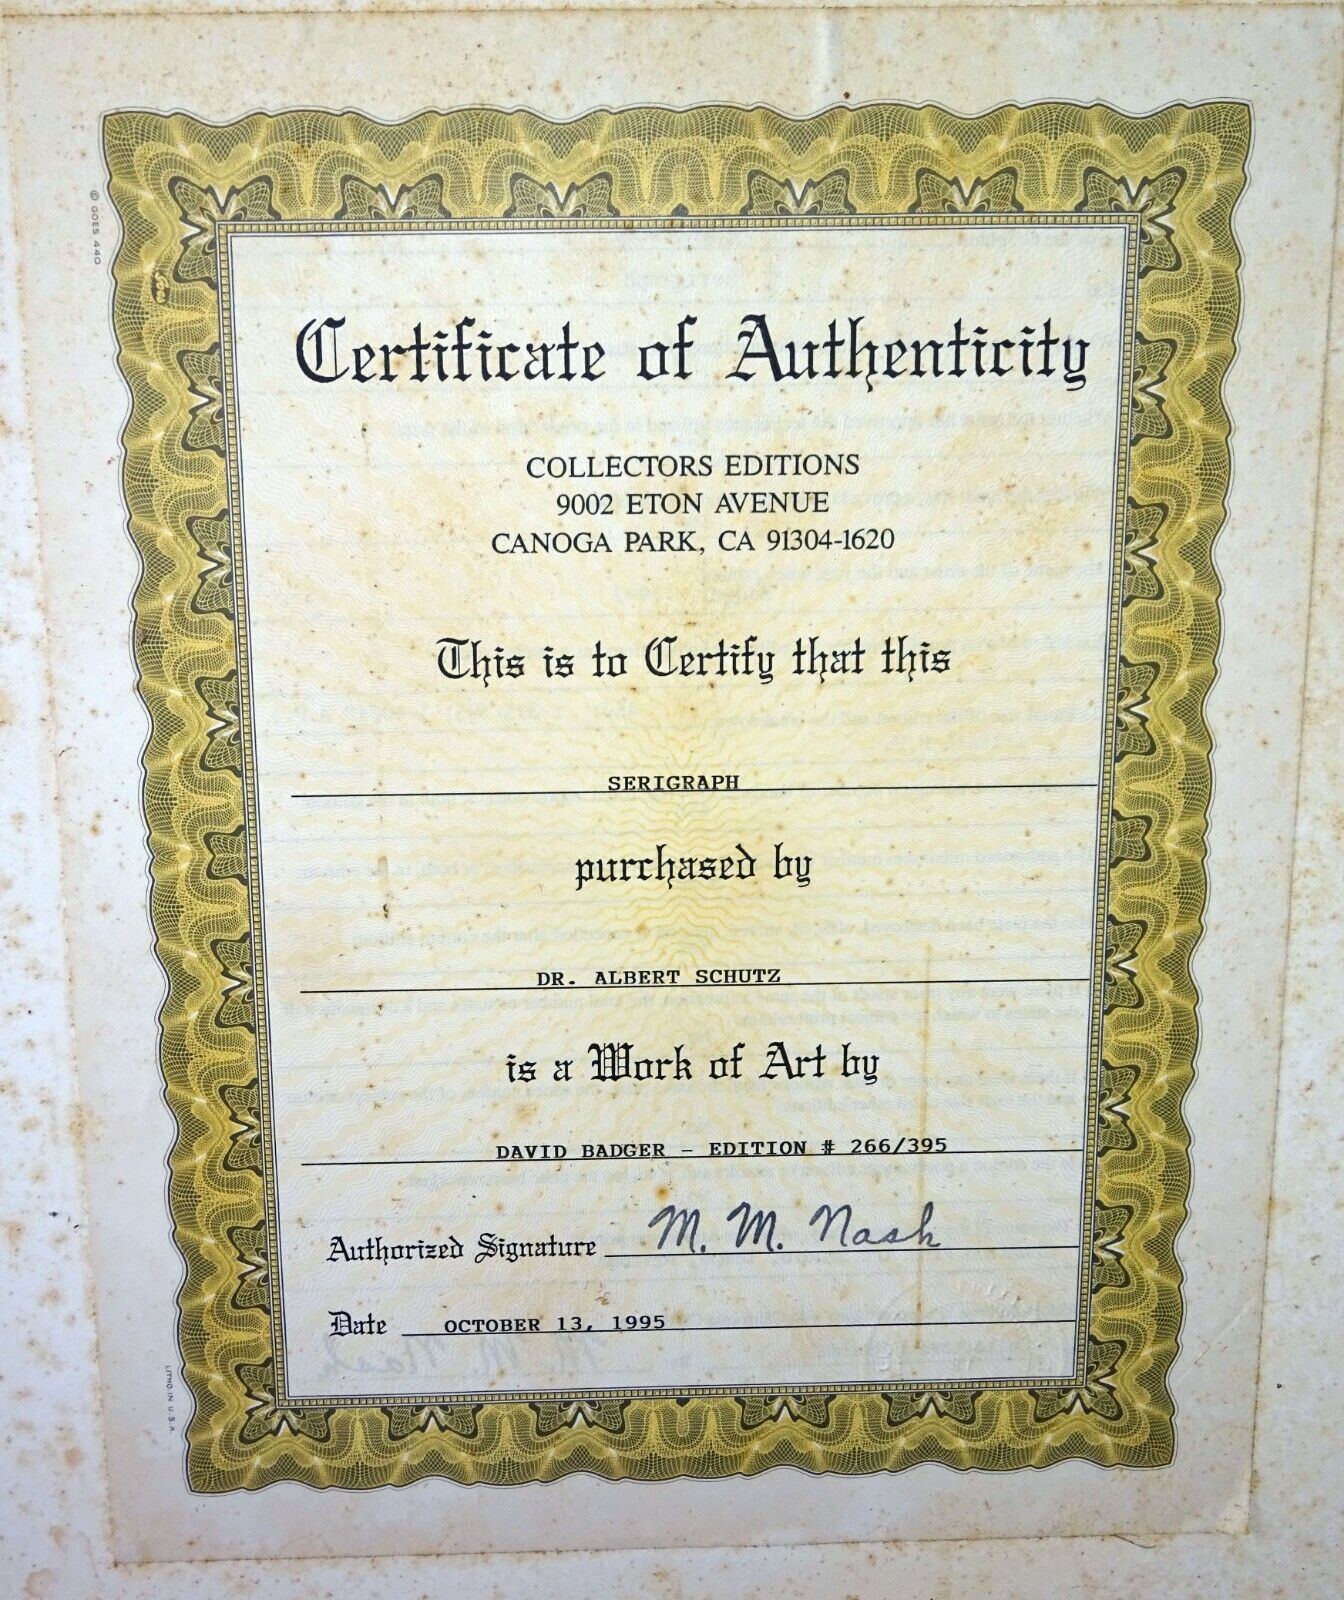 © GOES 440
Goes
Certificate of Authenticity
COLLECTORS EDITIONS
9002 ETON AVENUE
CANOGA PARK, CA 91304-1620
This is to Certify that this
SERIGRAPH
purchased by
DR. ALBERT SCHUTZ
is a Work of Art by
DAVID BADGER - EDITION # 266/395
Authorized Signature M. M. Nash
Date OCTOBER 13, 1995
LITHO. IN U.S.A.